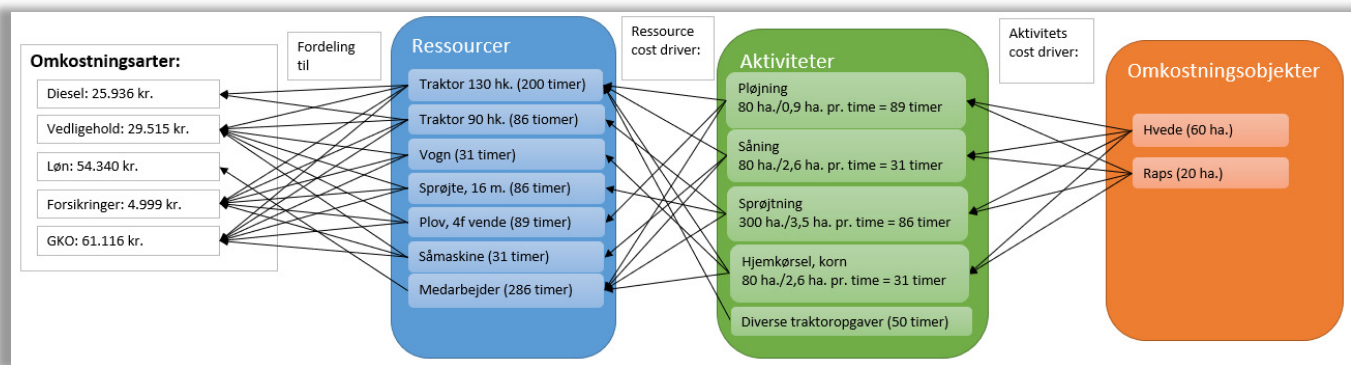 Omkostningsarter:
Diesel: 25.936 kr.
Vedligehold: 29.515 kr.
Løn: 54.340 kr.
Forsikringer: 4.999 kr.
GKO: 61.116 kr.
Fordeling
til
Ressourcer
Traktor 130 hk. (200 timer)
Traktor 90 hk. (86 tiomer)
Vogn (31 timer)
Sprøjte, 16 m. (86 timer)
Plov, 4f vende (89 timer)
Såmaskine (31 timer)
Medarbejder (286 timer)
Ressource
cost driver:
Aktiviteter
Pløjning
80 ha./0,9 ha. pr. time = 89 timer
Såning
80 ha./2,6 ha. pr. time = 31 timer
Sprøjtning
300 ha./3,5 ha. pr. time = 86 timer
Hjemkørsel, korn
80 ha./2,6 ha. pr. time = 31 timer
Diverse traktoropgaver (50 timer)
Aktivitets
cost driver:
Omkostningsobjekter
Hvede (60 ha.)
Raps (20 ha.)